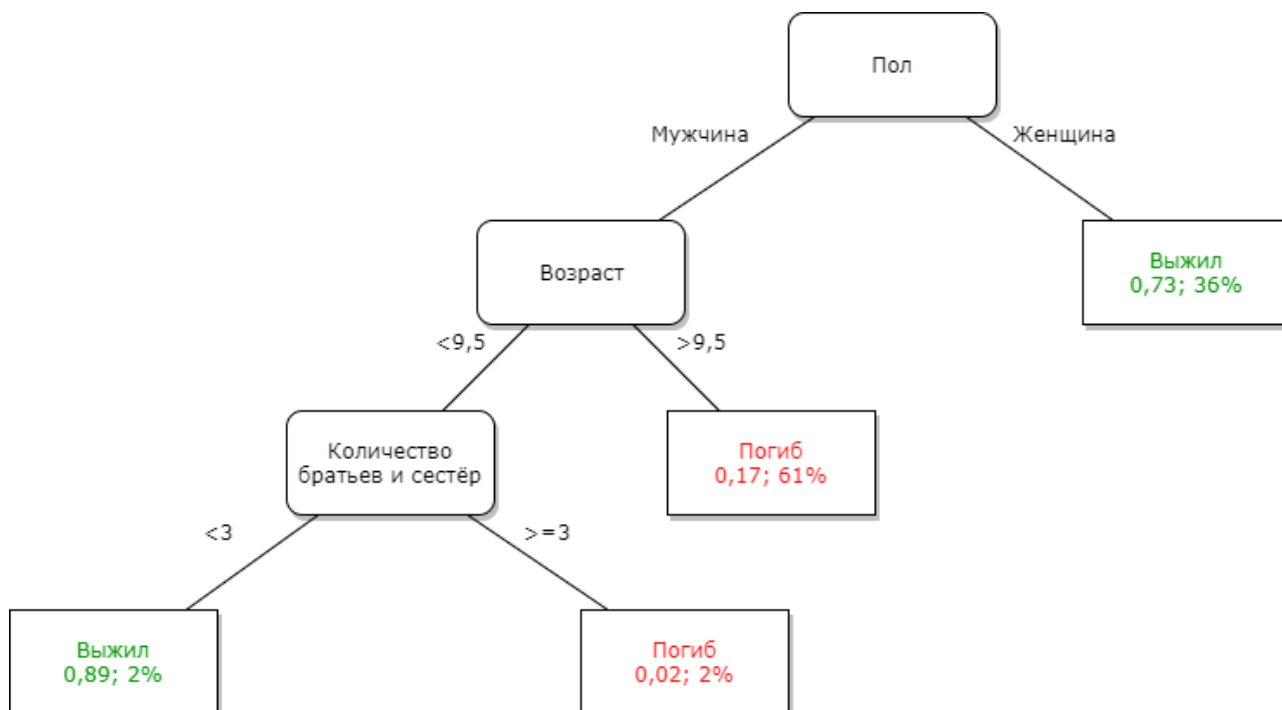 Пол
Мужчина
Женщина
Возраст
Выжил
0,73; 36%
<9,5
>9,5
Количество
братьев и сестёр
Погиб
0,17; 61%
<3
>=3
Выжил
0,89; 2%
Погиб
0,02; 2%